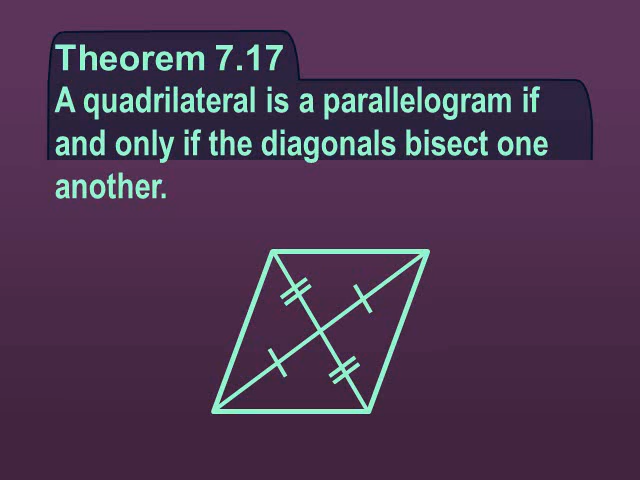 Theorem 7.17
A quadrilateral is a parallelogram if
and only if the diagonals bisect one
another.